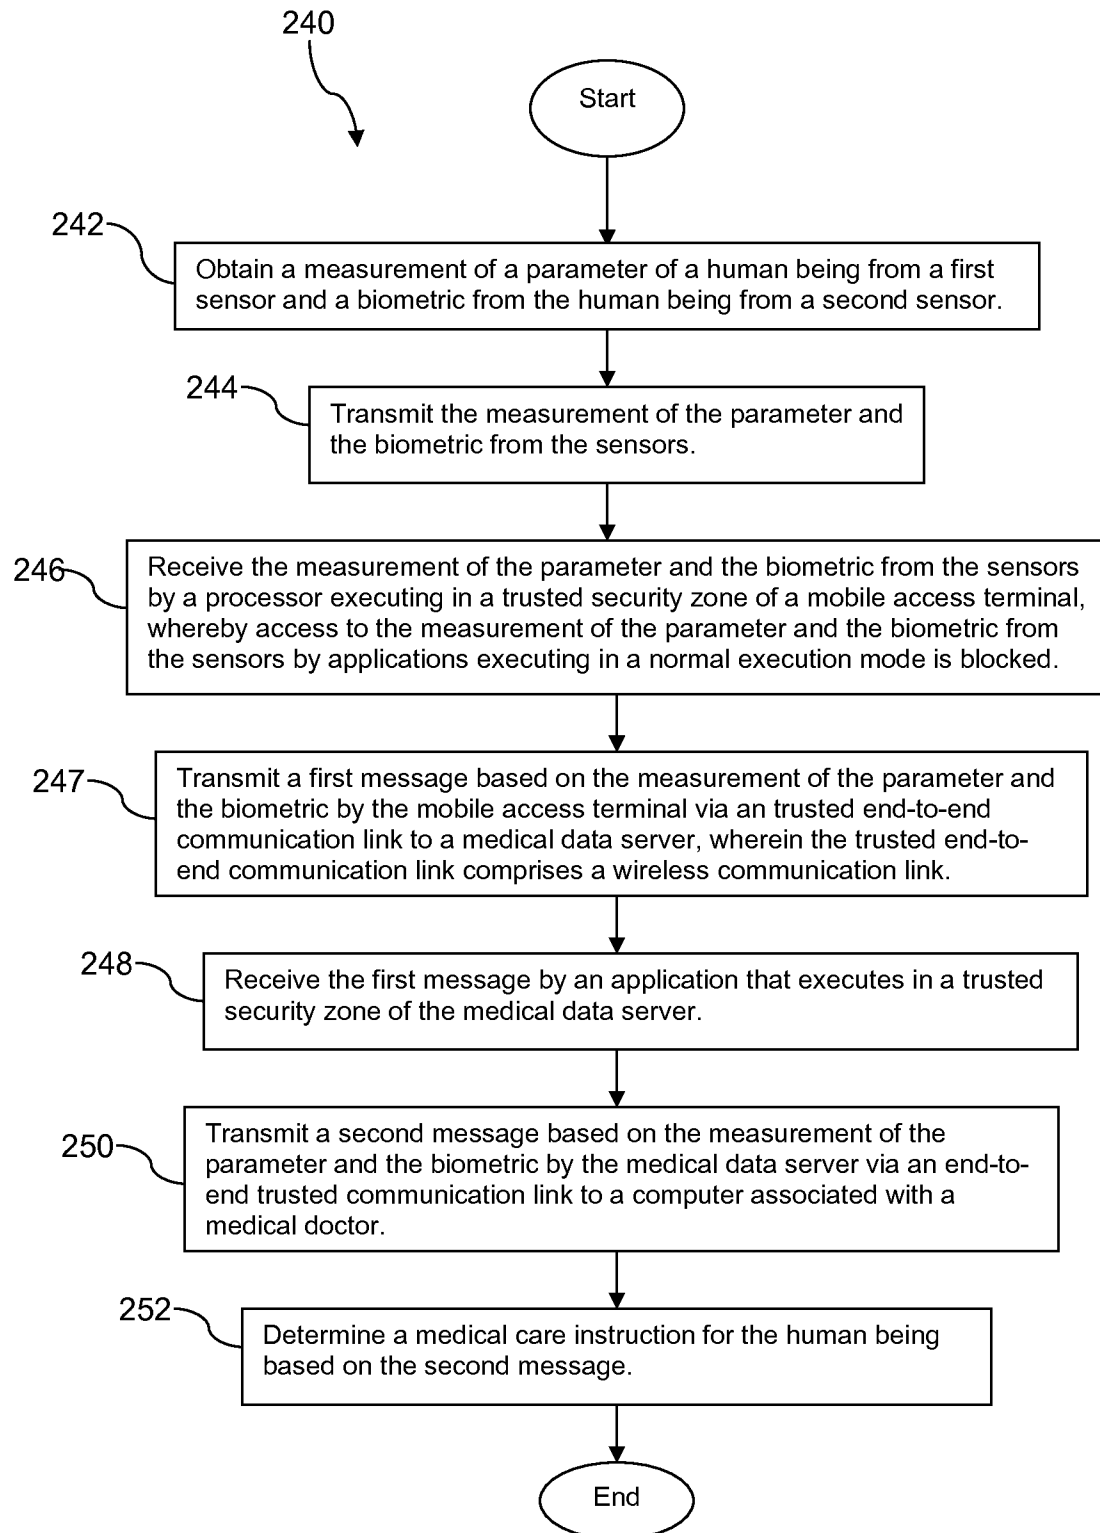 240
Start
242
Obtain a measurement of a parameter of a human being from a first
sensor and a biometric from the human being from a second sensor.
244
Transmit the measurement of the parameter and
the biometric from the sensors.
246
Receive the measurement of the parameter and the biometric from the sensors
by a processor executing in a trusted security zone of a mobile access terminal,
whereby access to the measurement of the parameter and the biometric from
the sensors by applications executing in a normal execution mode is blocked.
247
Transmit a first message based on the measurement of the parameter and
the biometric by the mobile access terminal via an trusted end-to-end
communication link to a medical data server, wherein the trusted end-to-
end communication link comprises a wireless communication link.
248
Receive the first message by an application that executes in a trusted
security zone of the medical data server.
250
Transmit a second message based on the measurement of the
parameter and the biometric by the medical data server via an end-to-
end trusted communication link to a computer associated with a
medical doctor.
252
Determine a medical care instruction for the human being
based on the second message.
End